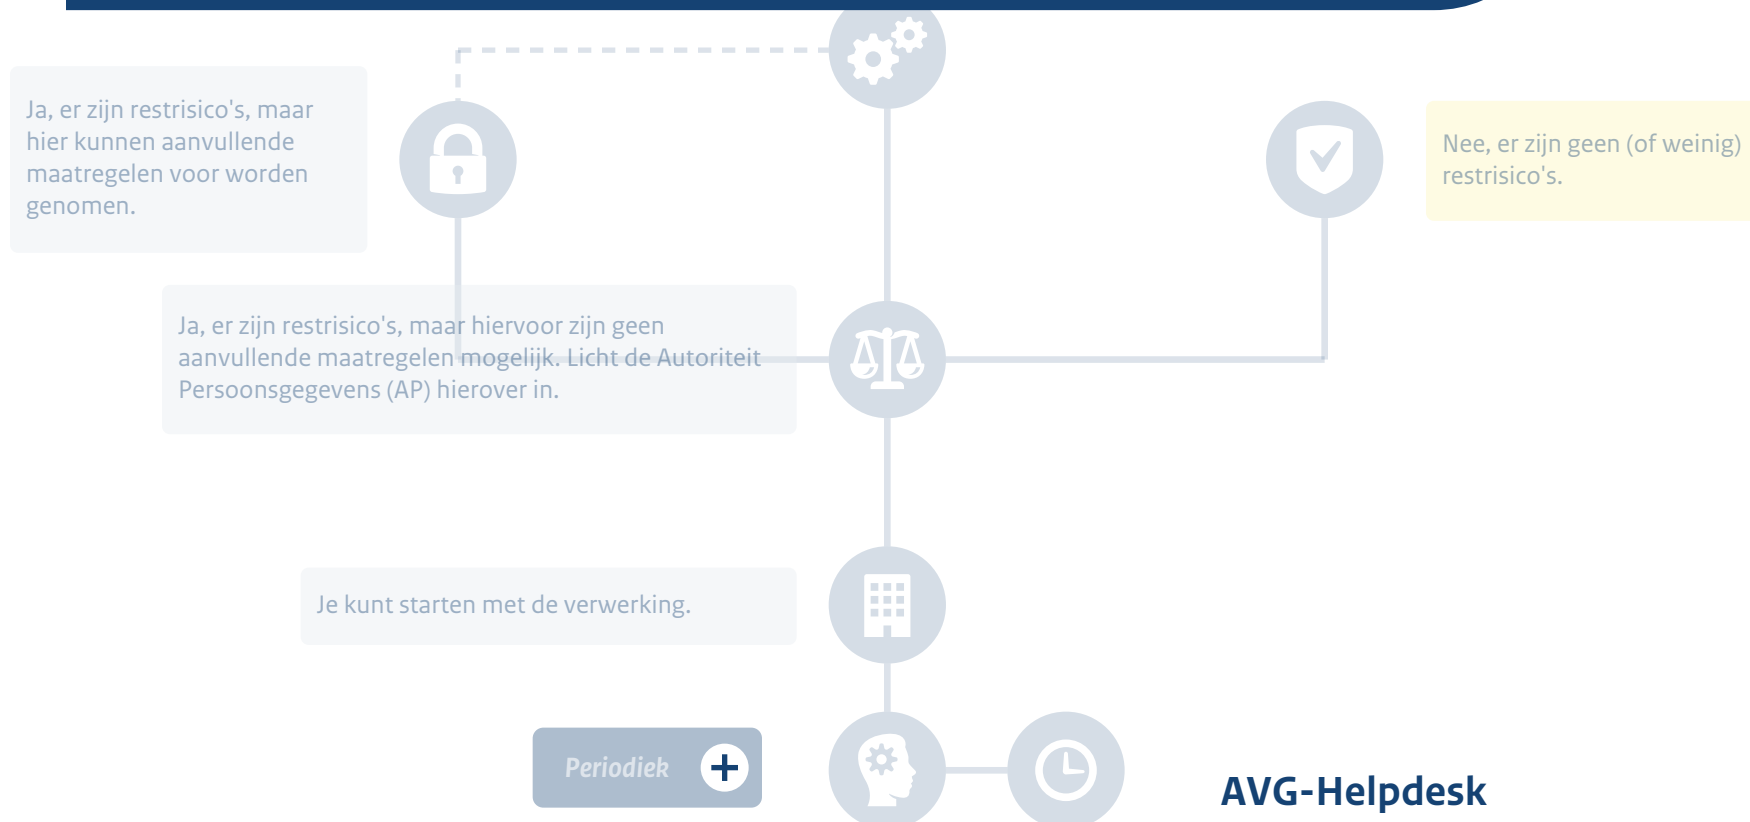 Ja, er zijn restrisico's, maar
hier kunnen aanvullende
maatregelen voor worden
genomen.
Nee, er zijn geen (of weinig)
restrisico's.
Ja, er zijn restrisico's, maar hiervoor zijn geen
aanvullende maatregelen mogelijk. Licht de Autoriteit
Persoonsgegevens (AP) hierover in.
Je kunt starten met de verwerking.
Periodiek
AVG-Helpdesk